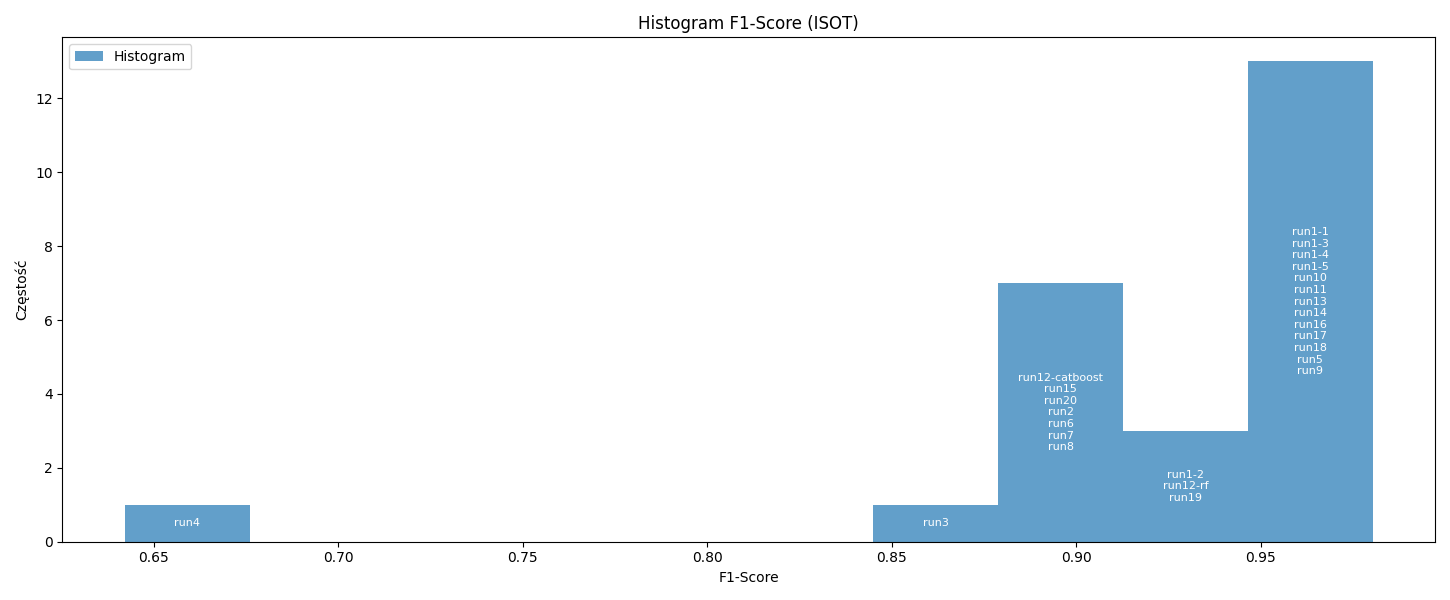 Histogram F1-Score (ISOT)
Histogram
Częstość
12
10
8
6
4
2
0
run4
run3
run12-catboost
run15
run20
run2
run6
run7
run8
run1-2
run12-rf
run19
run1-1
run1-3
run1-4
run1-5
run10
run11
run13
run14
run16
run17
run18
run5
run9
0.65 0.70 0.75 0.80 0.85 0.90 0.95
F1-Score